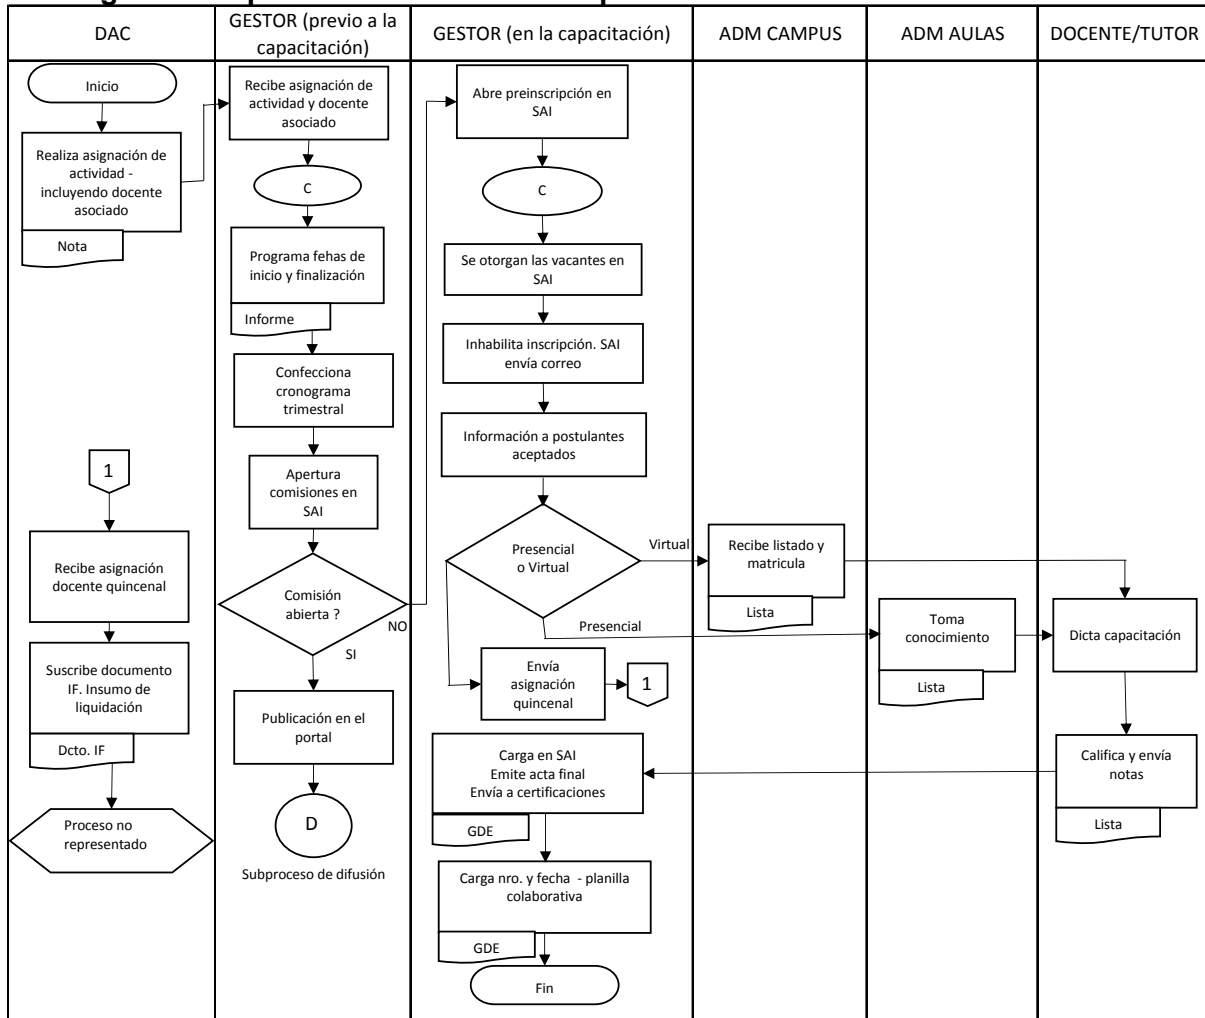 DAC
GESTOR (previo a la
capacitación)
GESTOR (en la capacitación)
ADM CAMPUS
ADM AULAS
DOCENTE/TUTOR
Inicio
Realiza asignación de
actividad -
incluyendo docente
asociado
Nota
1
Recibe asignación
docente quincenal
Suscribe documento
IF. Insumo de
liquidación
Dcto. IF
Proceso no
representado
Recibe asignación de
actividad y docente
asociado
C
Programa fehas de
inicio y finalización
Informe
Confecciona
cronograma
trimestral
Apertura
comisiones en
SAI
Comisión
abierta ?
NO
SI
Publicación en el
portal
D
Subproceso de difusión
Abre preinscripción en
SAI
C
Se otorgan las vacantes en
SAI
Inhabilita inscripción. SAI
envía correo
Información a postulantes
aceptados
Presencial
o Virtual
Virtual
Presencial
Envía
asignación
quincenal
1
Carga en SAI
Emite acta final
Envía a certificaciones
GDE
Carga nro. y fecha - planilla
colaborativa
GDE
Fin
Recibe listado y
matricula
Lista
Toma
conocimiento
Lista
Dicta capacitación
Califica y envía
notas
Lista